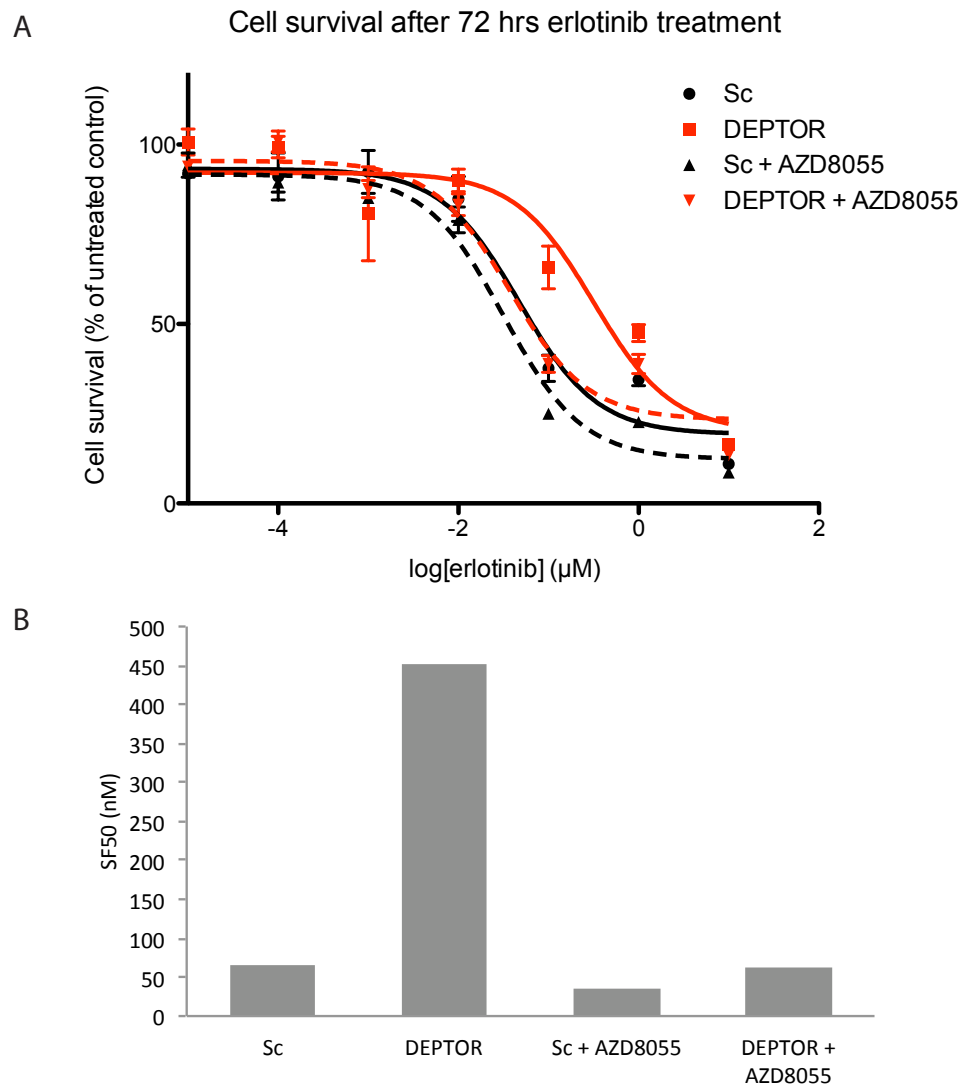 A
Cell survival after 72 hrs erlotinib treatment
Cell survival (% of untreated control)
100
50
0
-4
-2
0
2
log[erlotinib] (µM)
Sc
DEPTOR
Sc + AZD8055
DEPTOR + AZD8055
B
SF50 (nM)
500
450
400
350
300
250
200
150
100
50
0
Sc
DEPTOR
Sc + AZD8055
DEPTOR +
AZD8055